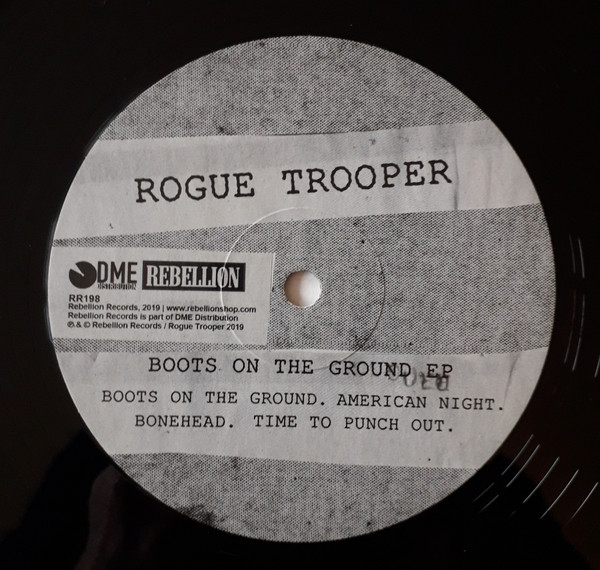 ROGUE TROOPER
DME
DISTRIBUTION
REBELLION
RR198
Rebellion Records, 2019 | www.rebellionshop.com
Rebellion Records is part of DME Distribution
℗ & © Rebellion Records / Rogue Trooper 2019
BOOTS ON THE GROUND EP
BOOTS ON THE GROUND. AMERICAN NIGHT.
BONEHEAD. TIME TO PUNCH OUT.